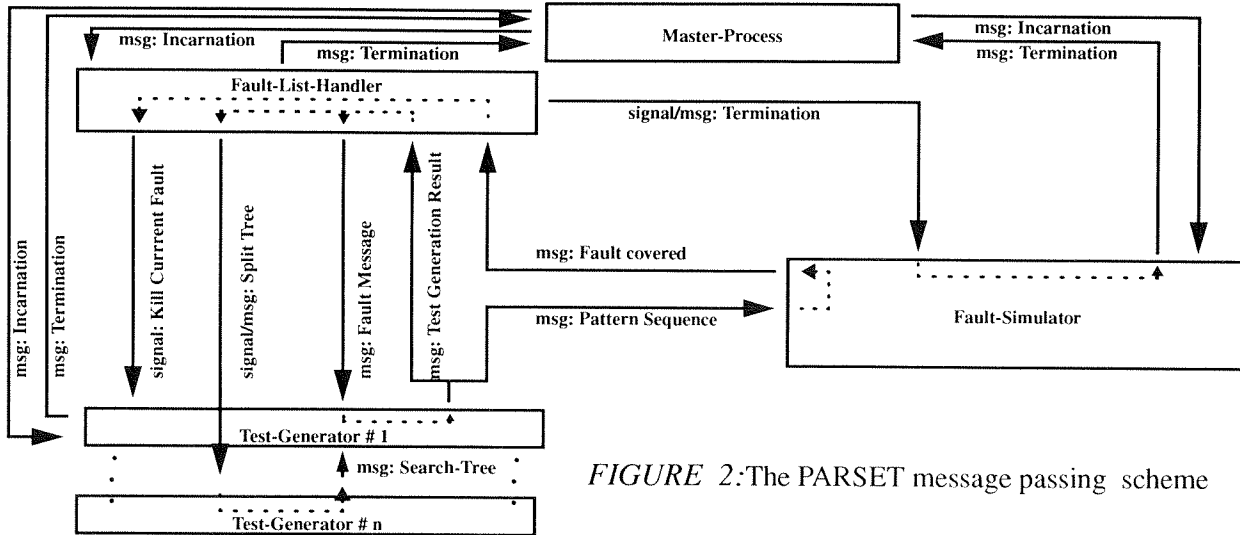 msg: Incarnation
msg: Termination
Master-Process
msg: Incarnation
msg: Termination
Fault-List-Handler
signal/msg: Termination
msg: Incarnation
msg: Termination
signal: Kill Currrent Fault
signal/msg: Split Tree
msg: Fault Message
msg: Test Generation Result
msg: Fault covered
msg: Pattern Sequence
Fault-Simulator
Test-Generator # 1
msg: Search-Tree
Test-Generator # n
FIGURE 2:The PARSET message passing scheme